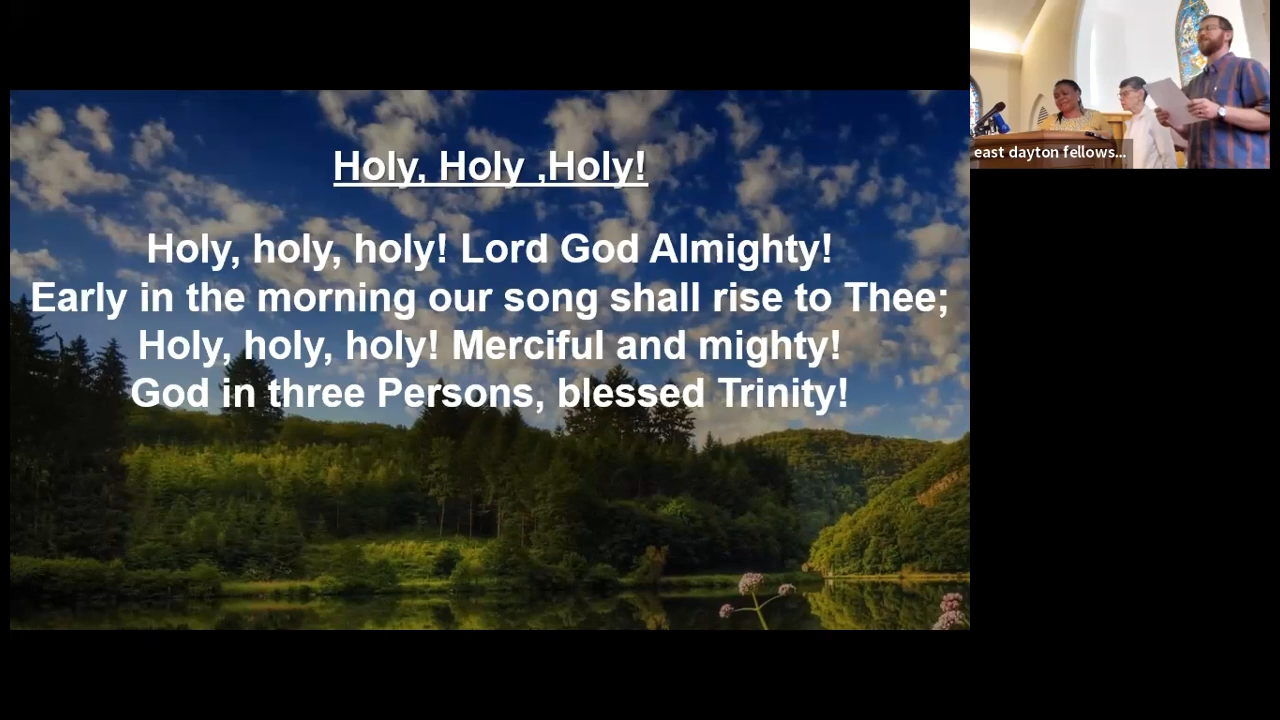 Holy, Holy ,Holy!
Holy, holy, holy! Lord God Almighty!
Early in the morning our song shall rise to Thee;
Holy, holy, holy! Merciful and mighty!
God in three Persons, blessed Trinity!
east dayton fellows...